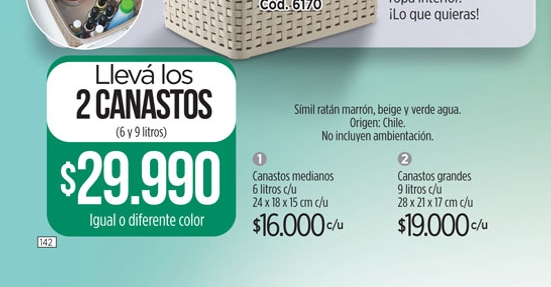 Cód. 6170
ropa interior.
¡Lo que quieras!
Llevá los
2 CANASTOS
(6 y 9 litros)
$29.990
Igual o diferente color
Símil ratán marrón, beige y verde agua.
Origen: Chile.
No incluyen ambientación.
1
Canastos medianos
6 litros c/u
24 x 18 x 15 cm c/u
$16.000 c/u
2
Canastos grandes
9 litros c/u
28 x 21 x 17 cm c/u
$19.000 c/u
142